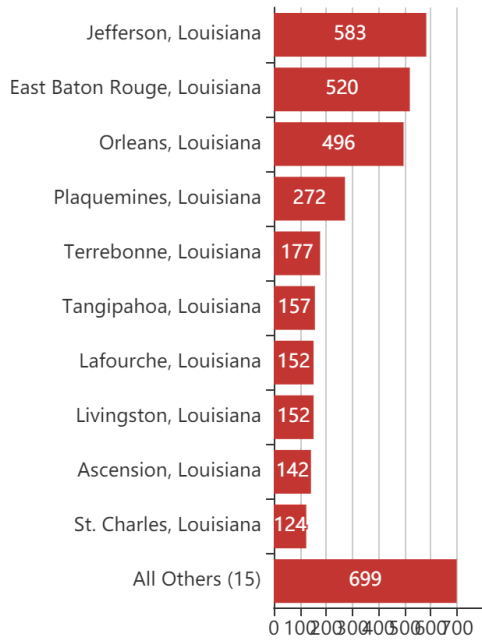 Jefferson, Louisiana 583
East Baton Rouge, Louisiana 520
Orleans, Louisiana 496
Plaquemines, Louisiana 272
Terrebonne, Louisiana 177
Tangipahoa, Louisiana 157
Lafourche, Louisiana 152
Livingston, Louisiana 152
Ascension, Louisiana 142
St. Charles, Louisiana 124
All Others (15) 699
0 100 200 300 400 500 600 700